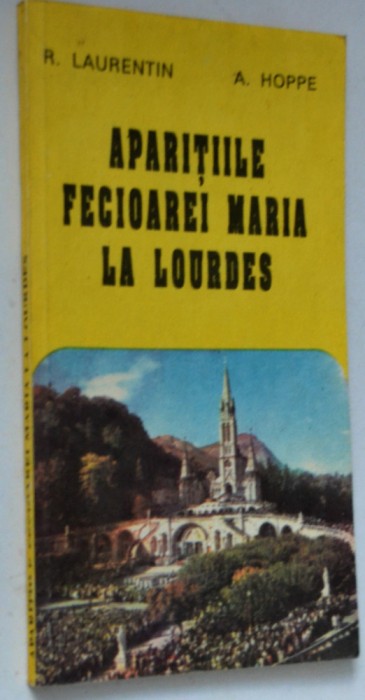 R. LAURENTIN
A. HOPPE
APARIȚIILE
FECIOAREI MARIA
LA LOURDES